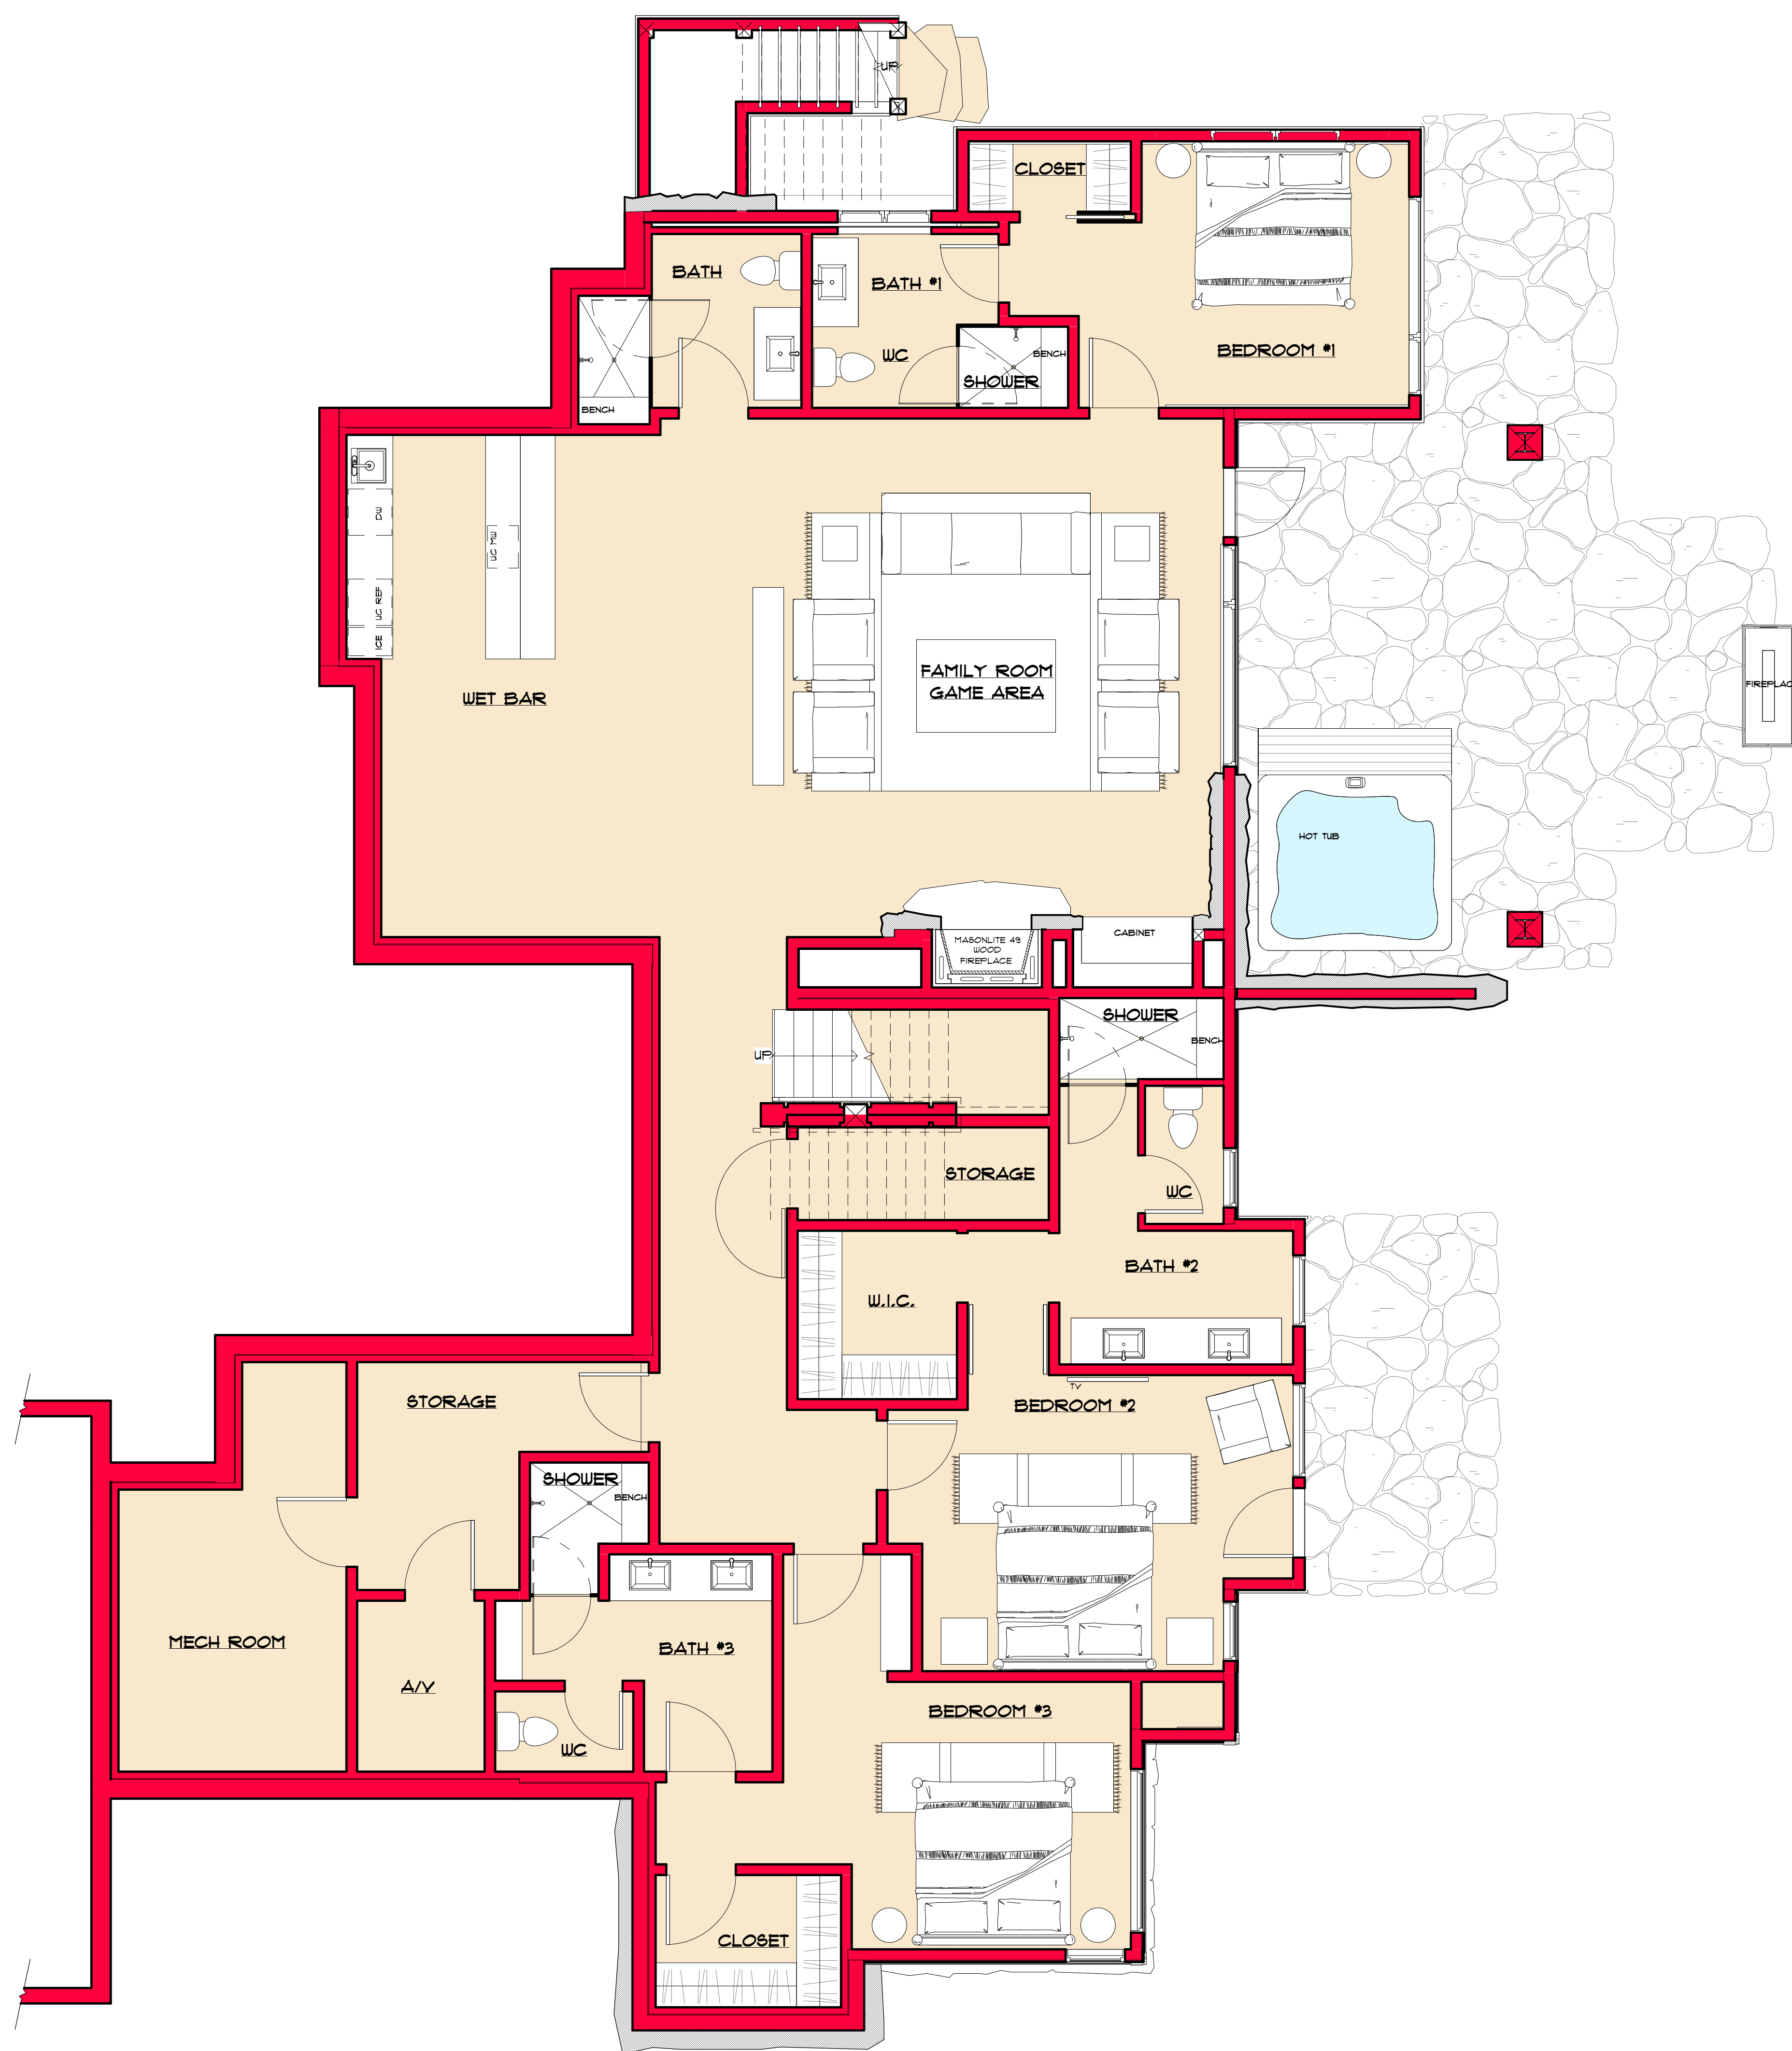 UP
CLOSET
BATH
BATH #1
WC
BENCH
SHOWER
BEDROOM #1
BENCH
DW
UC MW
UC REF
ICE
WET BAR
FAMILY ROOM
GAME AREA
FIREPLAC
HOT TUB
MASONLITE 49
WOOD
FIREPLACE
CABINET
SHOWER
BENCH
UP
STORAGE
WC
BATH #2
W.I.C.
TV
BEDROOM #2
STORAGE
SHOWER
BENCH
MECH ROOM
BATH #3
A/V
BEDROOM #3
WC
CLOSET